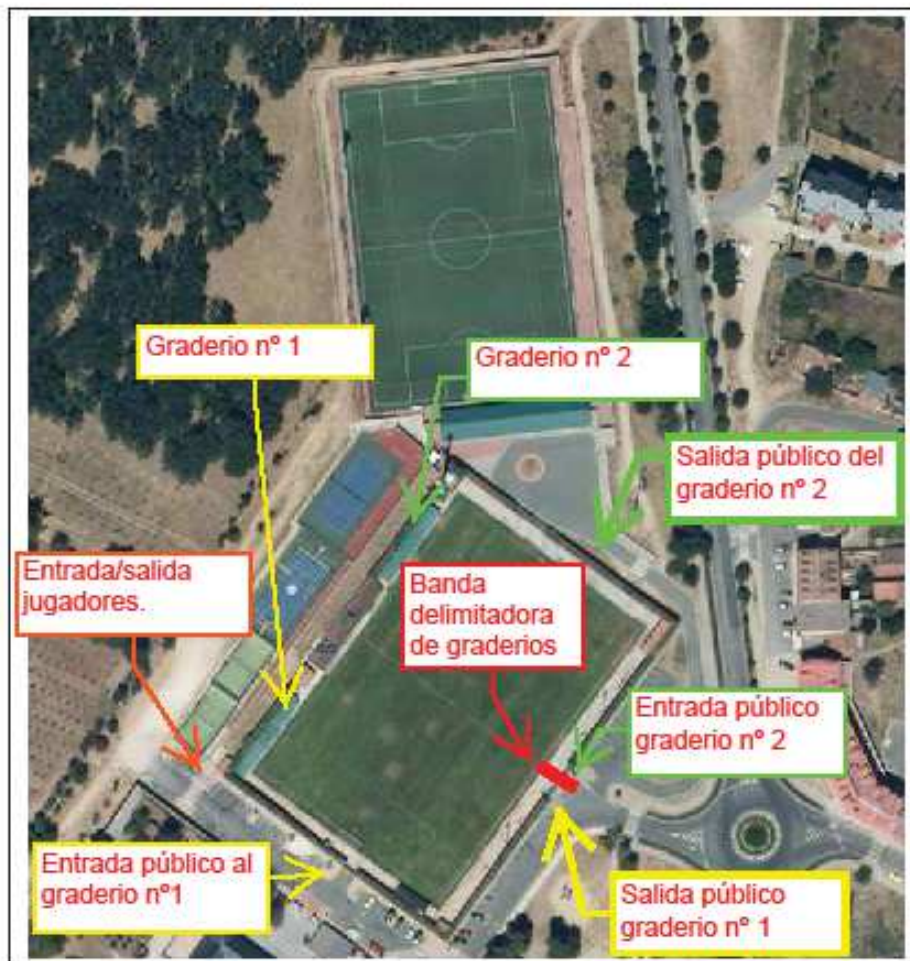 Graderio nº 1
Graderio nº 2
Salida público del
graderio nº 2
Entrada/salida
jugadores.
Banda
delimitadora
de graderios
Entrada público
graderio nº 2
Entrada público al
graderio nº1
Salida público
graderio nº 1